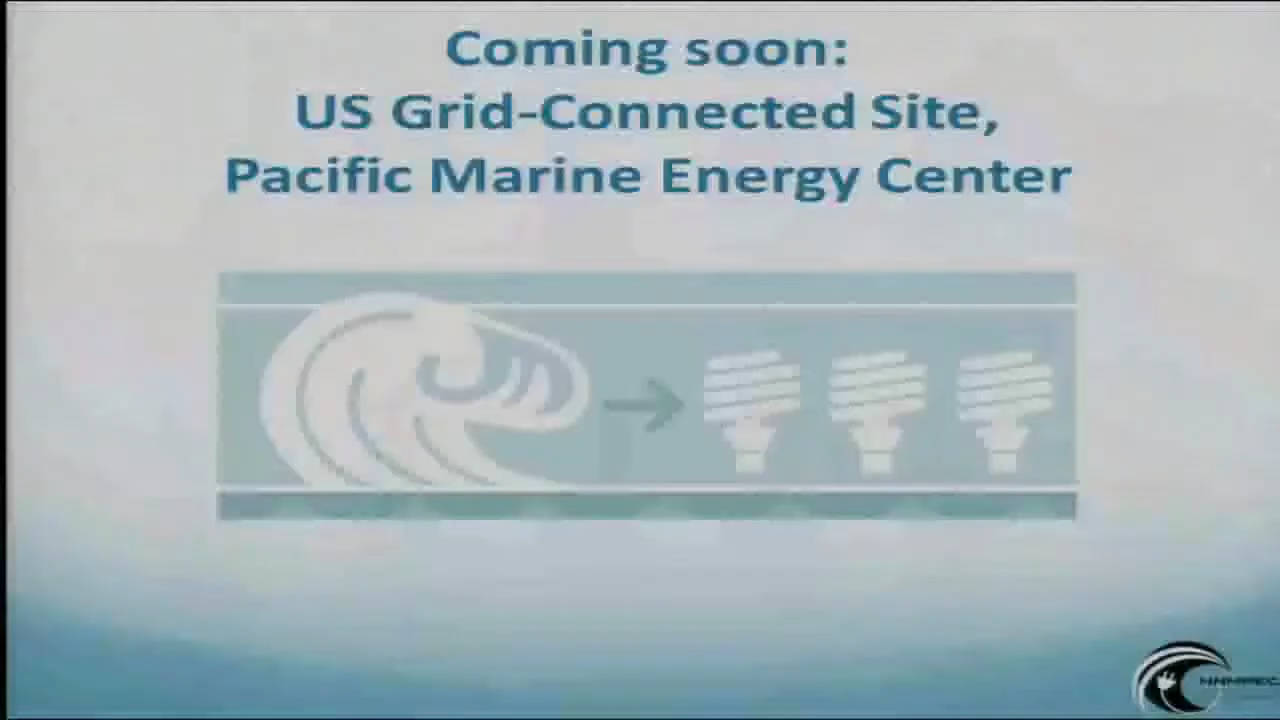 Coming soon:
US Grid-Connected Site,
Pacific Marine Energy Center